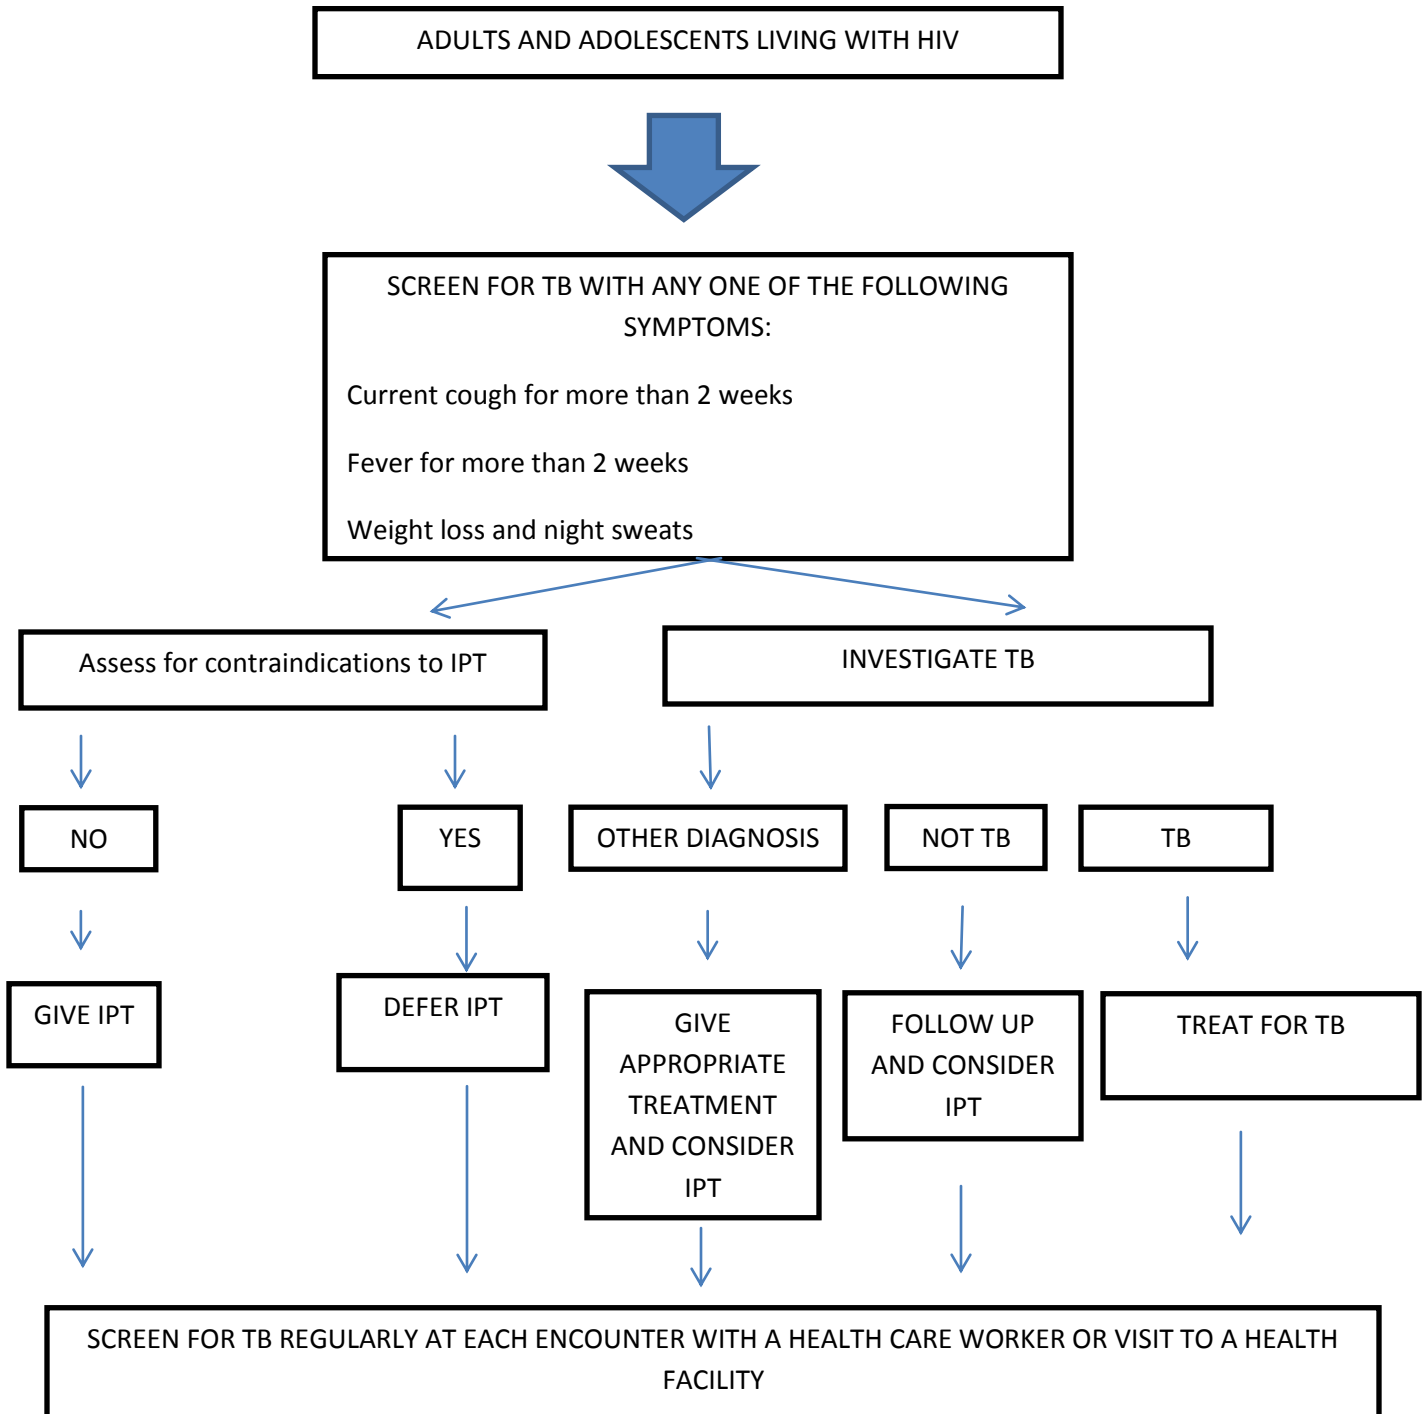 ADULTS AND ADOLESCENTS LIVING WITH HIV
SCREEN FOR TB WITH ANY ONE OF THE FOLLOWING
SYMPTOMS:
Current cough for more than 2 weeks
Fever for more than 2 weeks
Weight loss and night sweats
Assess for contraindications to IPT
INVESTIGATE TB
NO
YES
OTHER DIAGNOSIS
NOT TB
TB
GIVE IPT
DEFER IPT
GIVE
APPROPRIATE
TREATMENT
AND CONSIDER
IPT
FOLLOW UP
AND CONSIDER
IPT
TREAT FOR TB
SCREEN FOR TB REGULARLY AT EACH ENCOUNTER WITH A HEALTH CARE WORKER OR VISIT TO A HEALTH
FACILITY